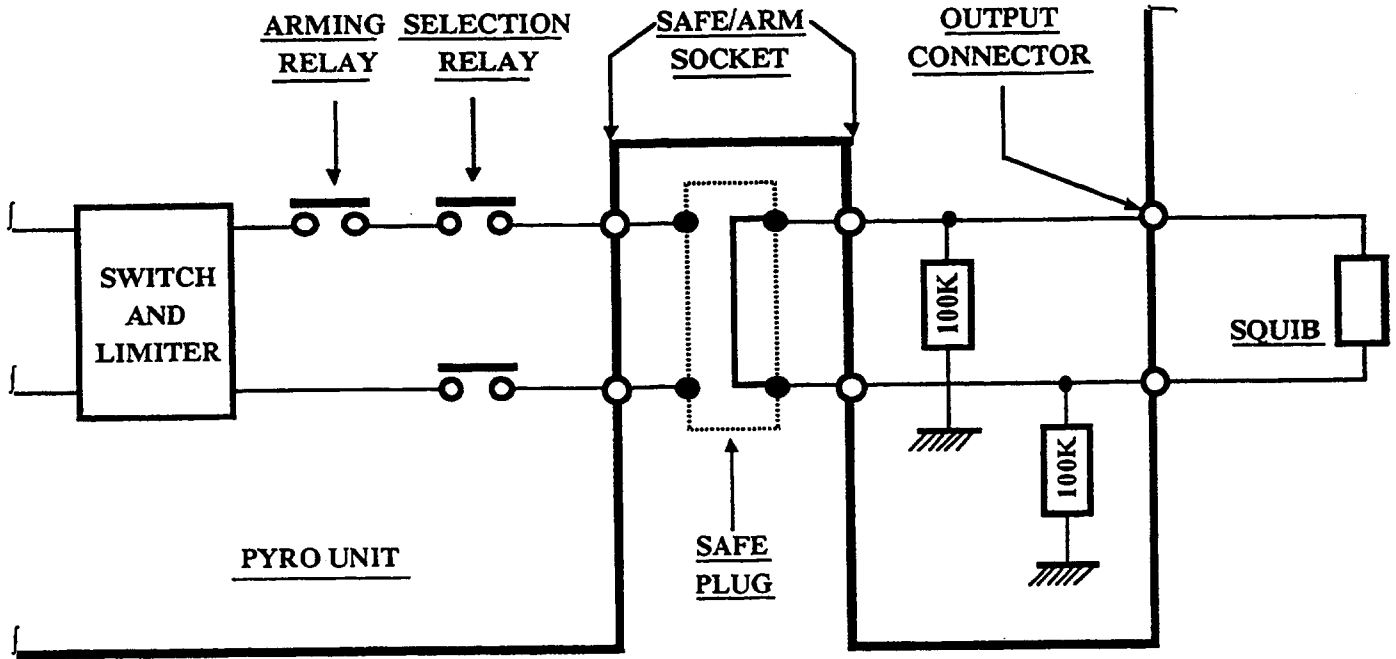 ARMING
RELAY
SELECTION
RELAY
SAFE/ARM
SOCKET
OUTPUT
CONNECTOR
SWITCH
AND
LIMITER
100K
100K
SQUIB
PYRO UNIT
SAFE
PLUG